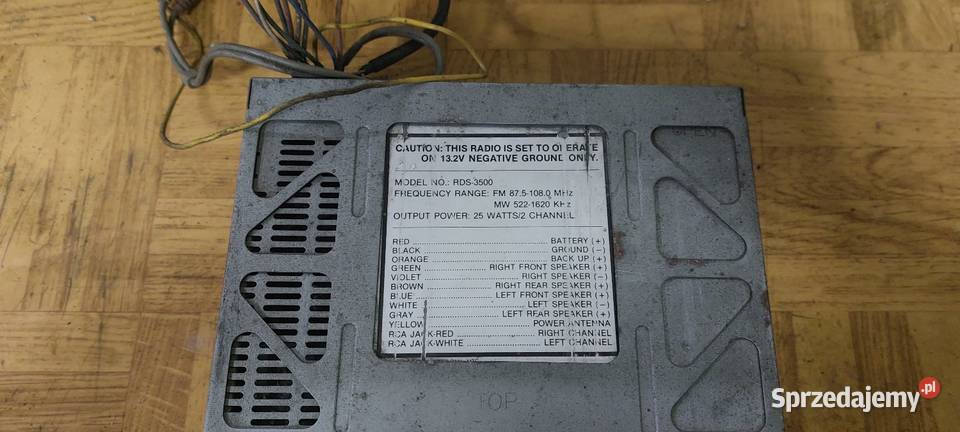 OPEN
CAUTION: THIS RADIO IS SET TO OPERATE
ON 13.2V NEGATIVE GROUND ONLY.
MODEL NO.: RDS-3500
FREQUENCY RANGE: FM 87.5-108.0 MHz
MW 522-1620 KHz
OUTPUT POWER: 25 WATTS/2 CHANNEL
RED ........ BATTERY (+)
BLACK ........ GROUND (−)
ORANGE ........ BACK UP (+)
GREEN ........ RIGHT FRONT SPEAKER (+)
VIOLET ........ RIGHT SPEAKER (−)
BROWN ........ RIGHT REAR SPEAKER (+)
BLUE ........ LEFT FRONT SPEAKER (+)
WHITE ........ LEFT SPEAKER (−)
GRAY ........ LEFT REAR SPEAKER (+)
YELLOW ........ POWER ANTENNA
RCA JACK-RED ........ RIGHT CHANNEL
RCA JACK-WHITE ........ LEFT CHANNEL
TOP
Sprzedajemy.pl